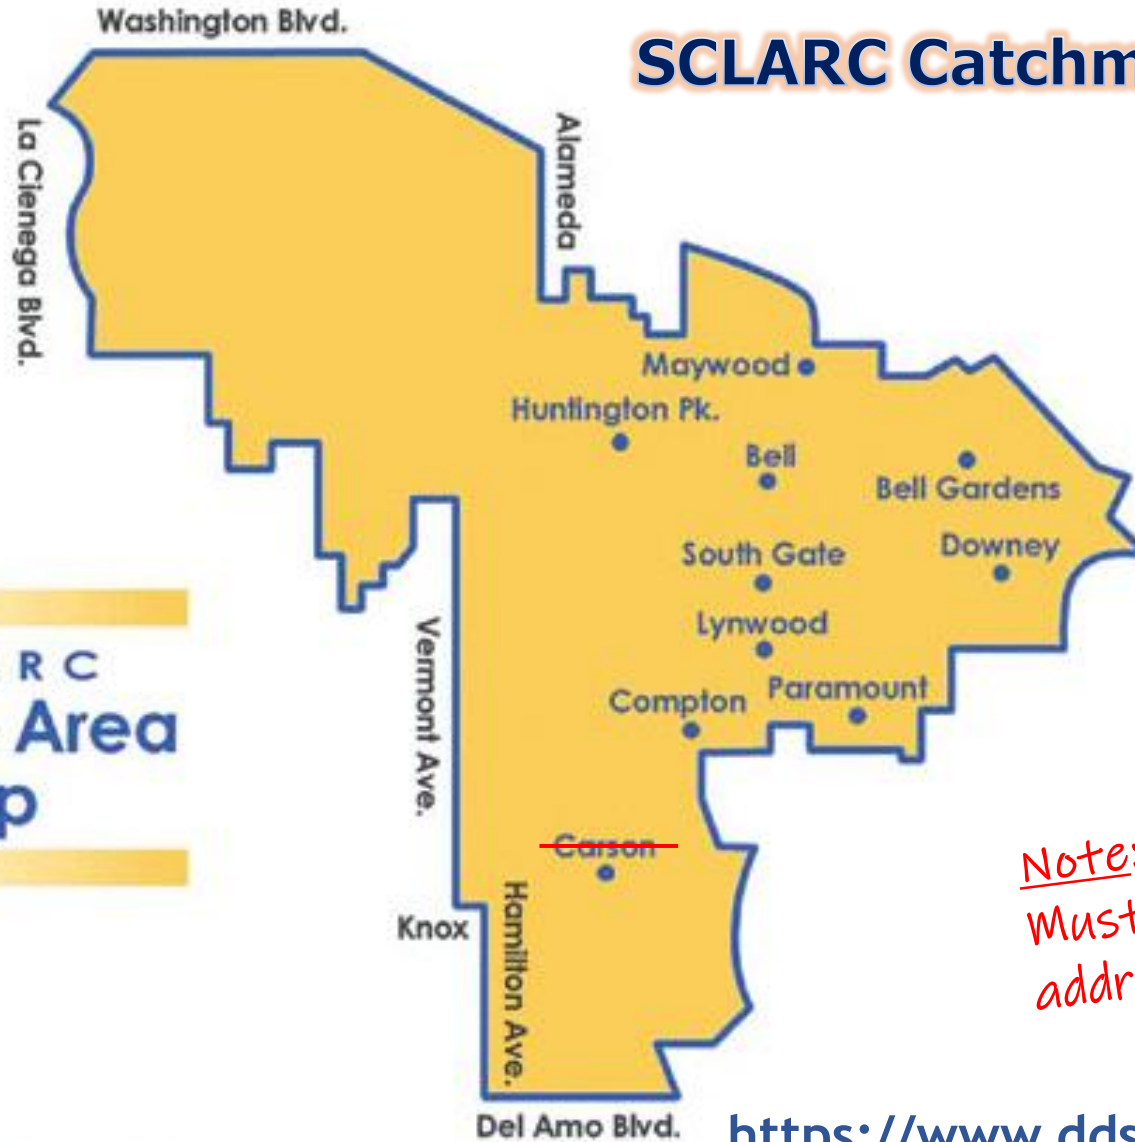 Washington Blvd.
SCLARC Catchm
La Cienega Blvd.
Alameda
Maywood
Huntington Pk.
Bell
Bell Gardens
South Gate
Downey
Lynwood
Vermont Ave.
R C
Area
p
Compton
Paramount
Carson
Note:
Must
addr
Knox
Hamilton Ave.
Del Amo Blvd.
https://www.dds